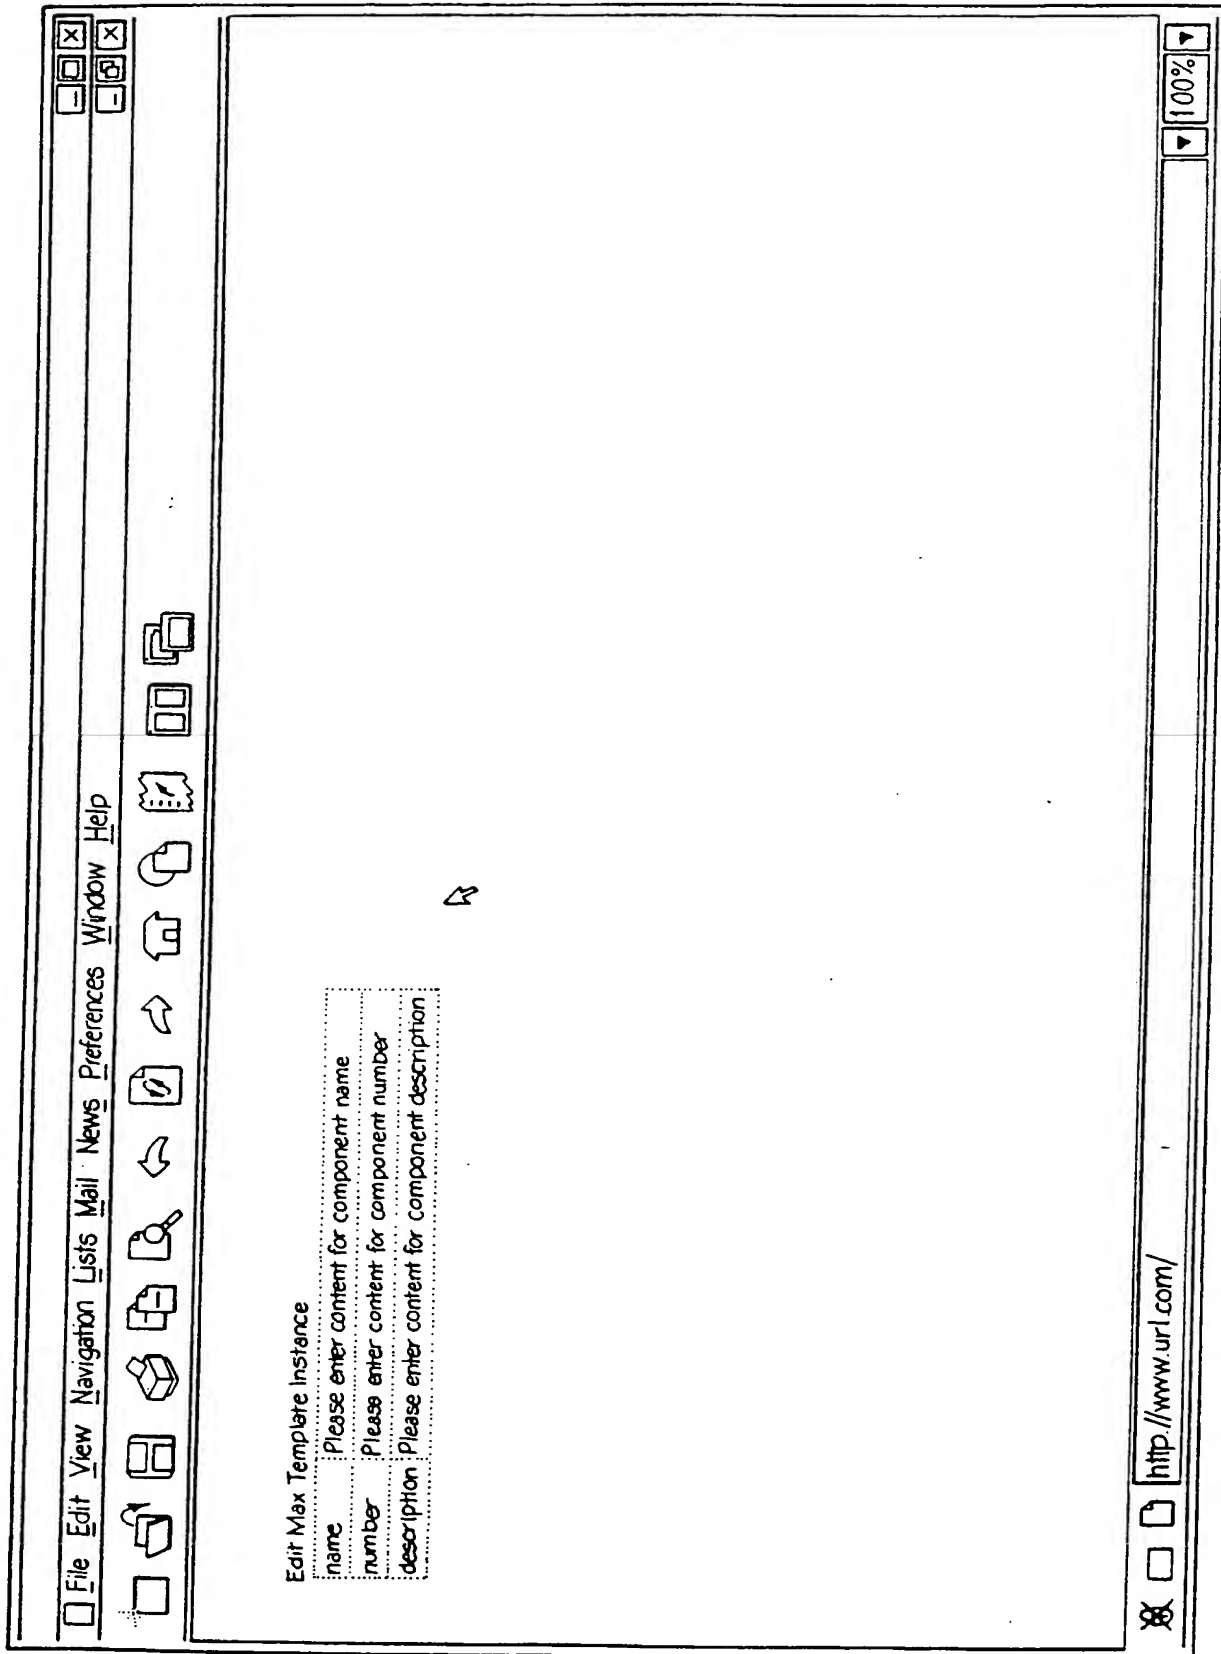 File Edit View Navigation Lists Mail News Preferences Window Help
Edit Max Template Instance
name Please enter content for component name
number Please enter content for component number
description Please enter content for component description
http://www.url.com/ 100%